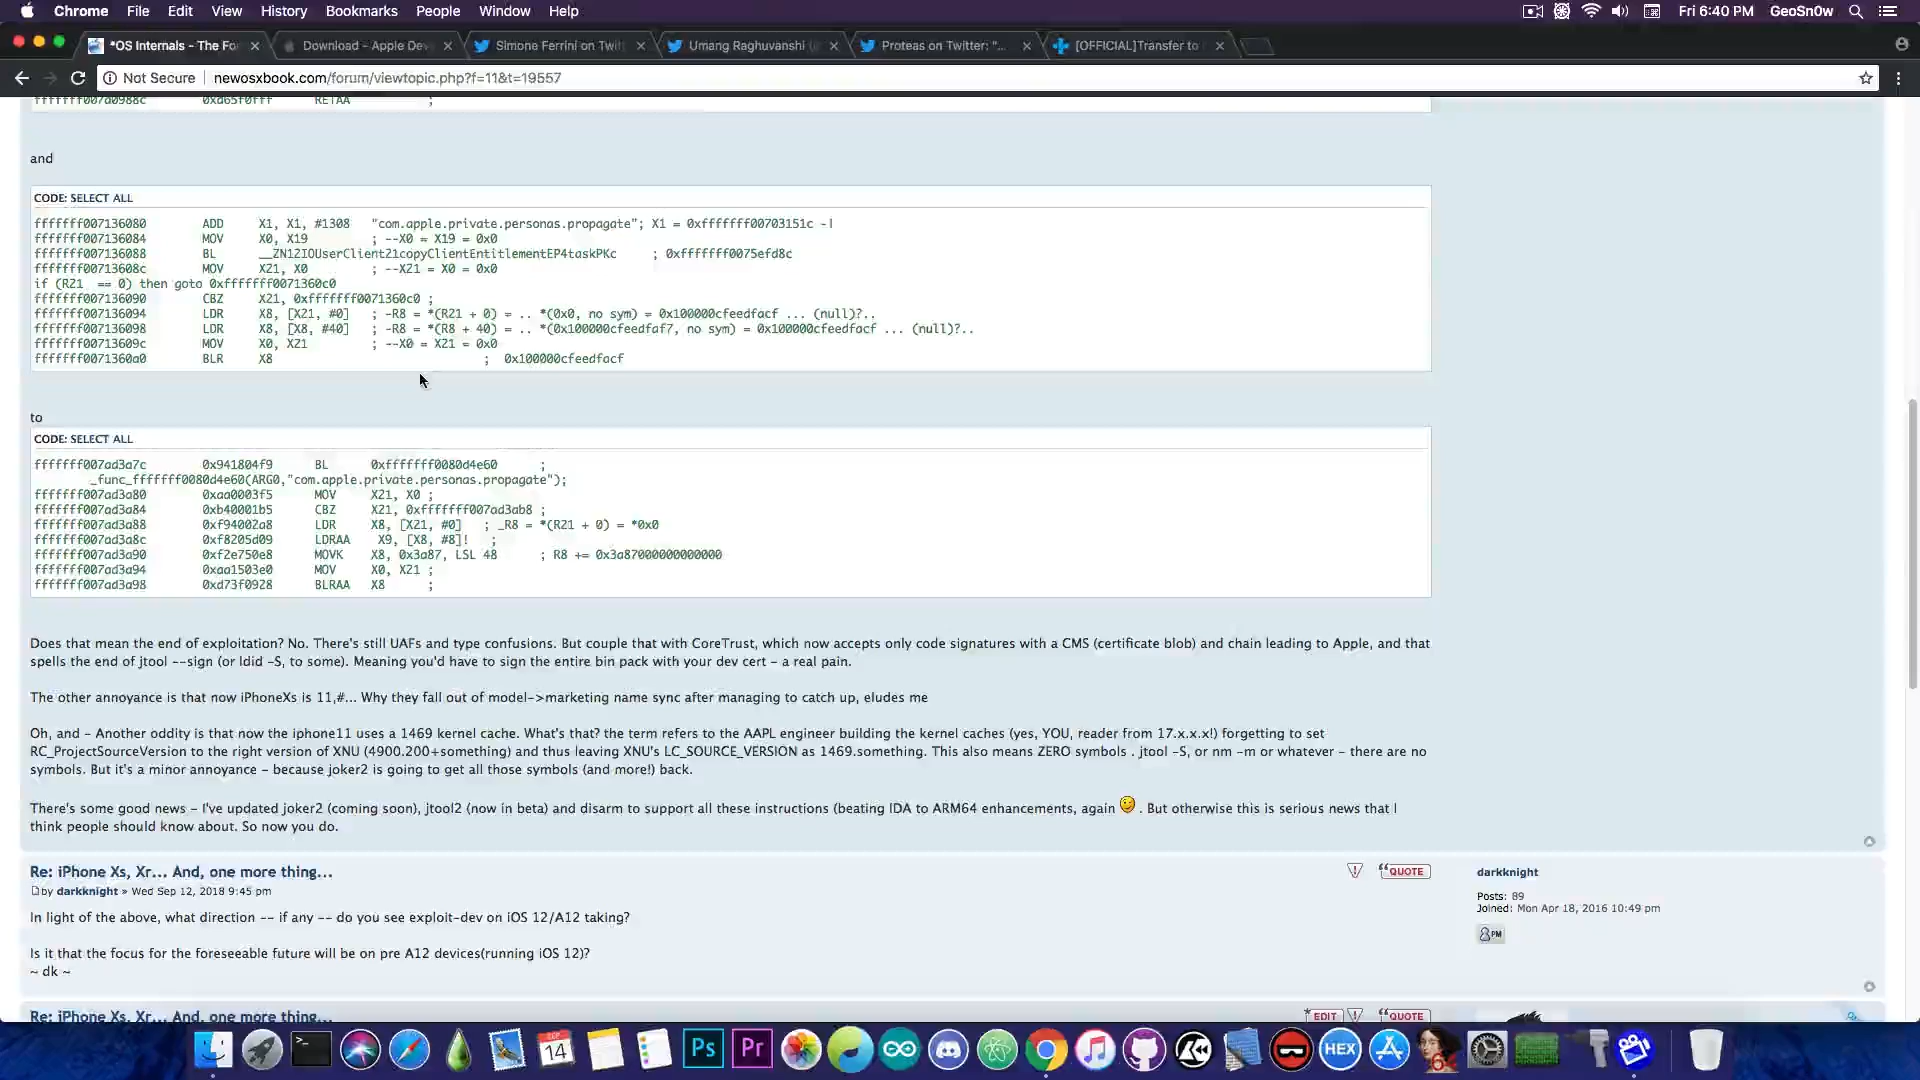 Chrome File Edit View History Bookmarks People Window Help Fri 6:40 PM GeoSn0w
*OS Internals - The Fo Download - Apple Dev Simone Ferrini on Twit Umang Raghuvanshi ( Proteas on Twitter: "... [OFFICIAL]Transfer to
Not Secure newosxbook.com/forum/viewtopic.php?f=11&t=19557
fffffff007ad988c 0xd65f0fff RETAA ;
and
CODE: SELECT ALL
fffffff007136080 ADD X1, X1, #1308 "com.apple.private.personas.propagate"; X1 = 0xfffffff00703151c -|
fffffff007136084 MOV X0, X19 ; --X0 = X19 = 0x0
fffffff007136088 BL __ZN12IOUserClient21copyClientEntitlementEP4taskPKc ; 0xfffffff0075efd8c
fffffff00713608c MOV X21, X0 ; --X21 = X0 = 0x0
if (R21 == 0) then goto 0xfffffff0071360c0
fffffff007136090 CBZ X21, 0xfffffff0071360c0 ;
fffffff007136094 LDR X8, [X21, #0] ; -R8 = *(R21 + 0) = .. *(0x0, no sym) = 0x100000cfeedfacf ... (null)?..
fffffff007136098 LDR X8, [X8, #40] ; -R8 = *(R8 + 40) = .. *(0x100000cfeedfaf7, no sym) = 0x100000cfeedfacf ... (null)?..
fffffff00713609c MOV X0, X21 ; --X0 = X21 = 0x0
fffffff0071360a0 BLR X8 ; 0x100000cfeedfacf
to
CODE: SELECT ALL
fffffff007ad3a7c 0x941804f9 BL 0xfffffff0080d4e60 ;
_func_fffffff0080d4e60(ARG0,"com.apple.private.personas.propagate");
fffffff007ad3a80 0xaa0003f5 MOV X21, X0 ;
fffffff007ad3a84 0xb40001b5 CBZ X21, 0xfffffff007ad3ab8 ;
fffffff007ad3a88 0xf94002a8 LDR X8, [X21, #0] ; _R8 = *(R21 + 0) = *0x0
fffffff007ad3a8c 0xf8205d09 LDRAA X9, [X8, #8]! ;
fffffff007ad3a90 0xf2e750e8 MOVK X8, 0x3a87, LSL 48 ; R8 += 0x3a87000000000000
fffffff007ad3a94 0xaa1503e0 MOV X0, X21 ;
fffffff007ad3a98 0xd73f0928 BLRAA X8 ;
Does that mean the end of exploitation? No. There's still UAFs and type confusions. But couple that with CoreTrust, which now accepts only code signatures with a CMS (certificate blob) and chain leading to Apple, and that
spells the end of jtool --sign (or ldid -S, to some). Meaning you'd have to sign the entire bin pack with your dev cert - a real pain.
The other annoyance is that now iPhoneXs is 11,#... Why they fall out of model->marketing name sync after managing to catch up, eludes me
Oh, and - Another oddity is that now the iphone11 uses a 1469 kernel cache. What's that? the term refers to the AAPL engineer building the kernel caches (yes, YOU, reader from 17.x.x.x!) forgetting to set
RC_ProjectSourceVersion to the right version of XNU (4900.200+something) and thus leaving XNU's LC_SOURCE_VERSION as 1469.something. This also means ZERO symbols . jtool -S, or nm -m or whatever - there are no
symbols. But it's a minor annoyance - because joker2 is going to get all those symbols (and more!) back.
There's some good news - I've updated joker2 (coming soon), jtool2 (now in beta) and disarm to support all these instructions (beating IDA to ARM64 enhancements, again . But otherwise this is serious news that I
think people should know about. So now you do.
Re: iPhone Xs, Xr... And, one more thing...
QUOTE
darkknight
by darkknight » Wed Sep 12, 2018 9:45 pm
Posts: 89
Joined: Mon Apr 18, 2016 10:49 pm
PM
In light of the above, what direction -- if any -- do you see exploit-dev on iOS 12/A12 taking?
Is it that the focus for the foreseeable future will be on pre A12 devices(running iOS 12)?
~ dk ~
Re: iPhone Xs, Xr... And, one more thing...
EDIT QUOTE
SEP 14 Ps Pr HEX